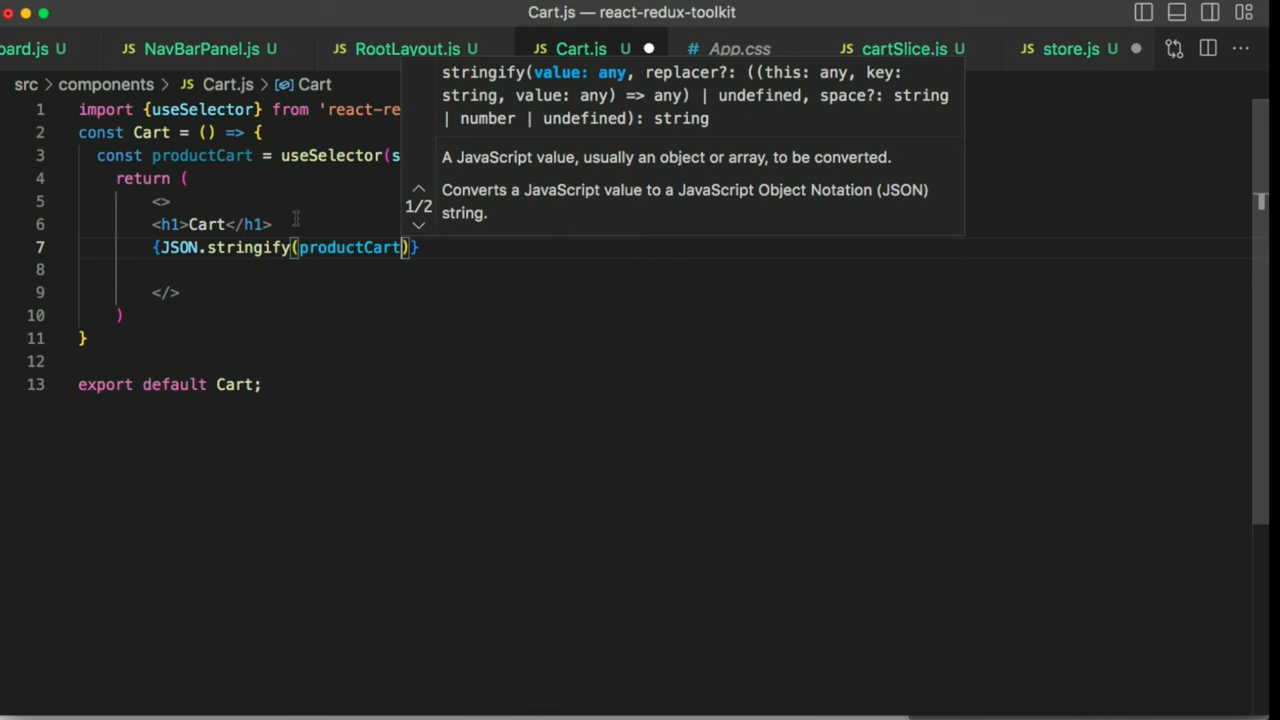 Cart.js — react-redux-toolkit
oard.js U JS NavBarPanel.js U JS RootLayout.js U JS Cart.js U # App.css JS cartSlice.js U JS store.js U
src > components > JS Cart.js > Cart
stringify(value: any, replacer?: ((this: any, key:
string, value: any) => any) | undefined, space?: string
| number | undefined): string
A JavaScript value, usually an object or array, to be converted.
1/2
Converts a JavaScript value to a JavaScript Object Notation (JSON)
string.
1 import {useSelector} from 'react-re
2 const Cart = () => {
3 const productCart = useSelector(s
4 return (
5 <>
6 <h1>Cart</h1>
7 {JSON.stringify(productCart)}
8
9 </>
10 )
11 }
12
13 export default Cart;